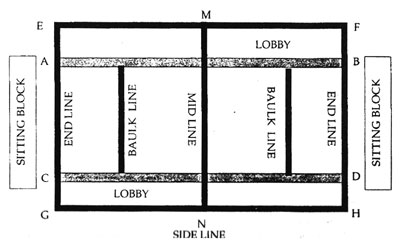 M
E
F
LOBBY
A
B
SITTING BLOCK
END LINE
BAULK LINE
MID LINE
BAULK LINE
END LINE
SITTING BLOCK
C
D
LOBBY
G
H
N
SIDE LINE